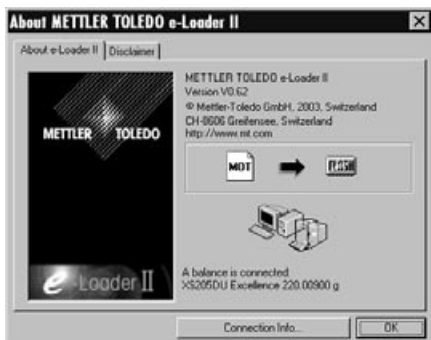 About METTLER TOLEDO e-Loader II
About e-Loader II Disclaimer
METTLER TOLEDO e-Loader II
Version V0.62
© Mettler-Toledo GmbH, 2003, Switzerland
CH-8606 Greifensee, Switzerland
http://www.mt.com
METTLER TOLEDO
MOT FLASH
e-Loader II
A balance is connected
XS205DU Excellence 220.00900 g
Connection Info... OK